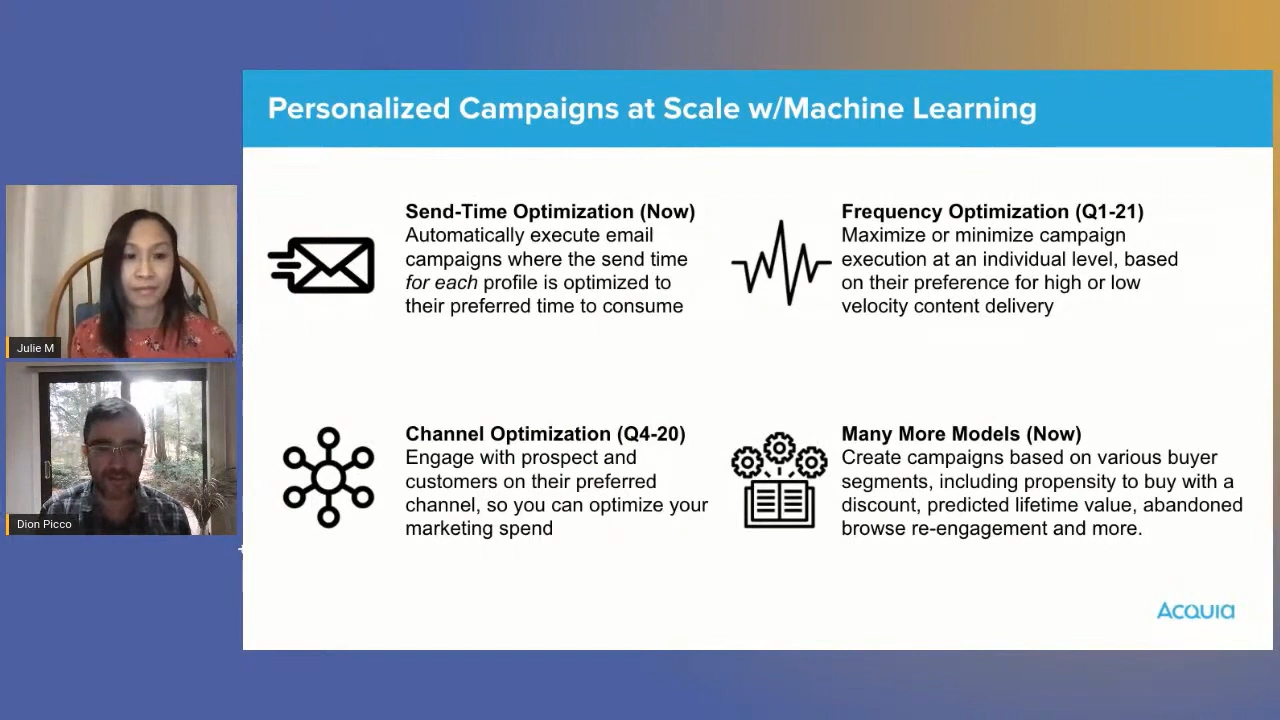 Personalized Campaigns at Scale w/Machine Learning
Send-Time Optimization (Now)
Automatically execute email
campaigns where the send time
for each profile is optimized to
their preferred time to consume
Frequency Optimization (Q1-21)
Maximize or minimize campaign
execution at an individual level, based
on their preference for high or low
velocity content delivery
Channel Optimization (Q4-20)
Engage with prospect and
customers on their preferred
channel, so you can optimize your
marketing spend
Many More Models (Now)
Create campaigns based on various buyer
segments, including propensity to buy with a
discount, predicted lifetime value, abandoned
browse re-engagement and more.
Acquia
Julie M
Dion Picco